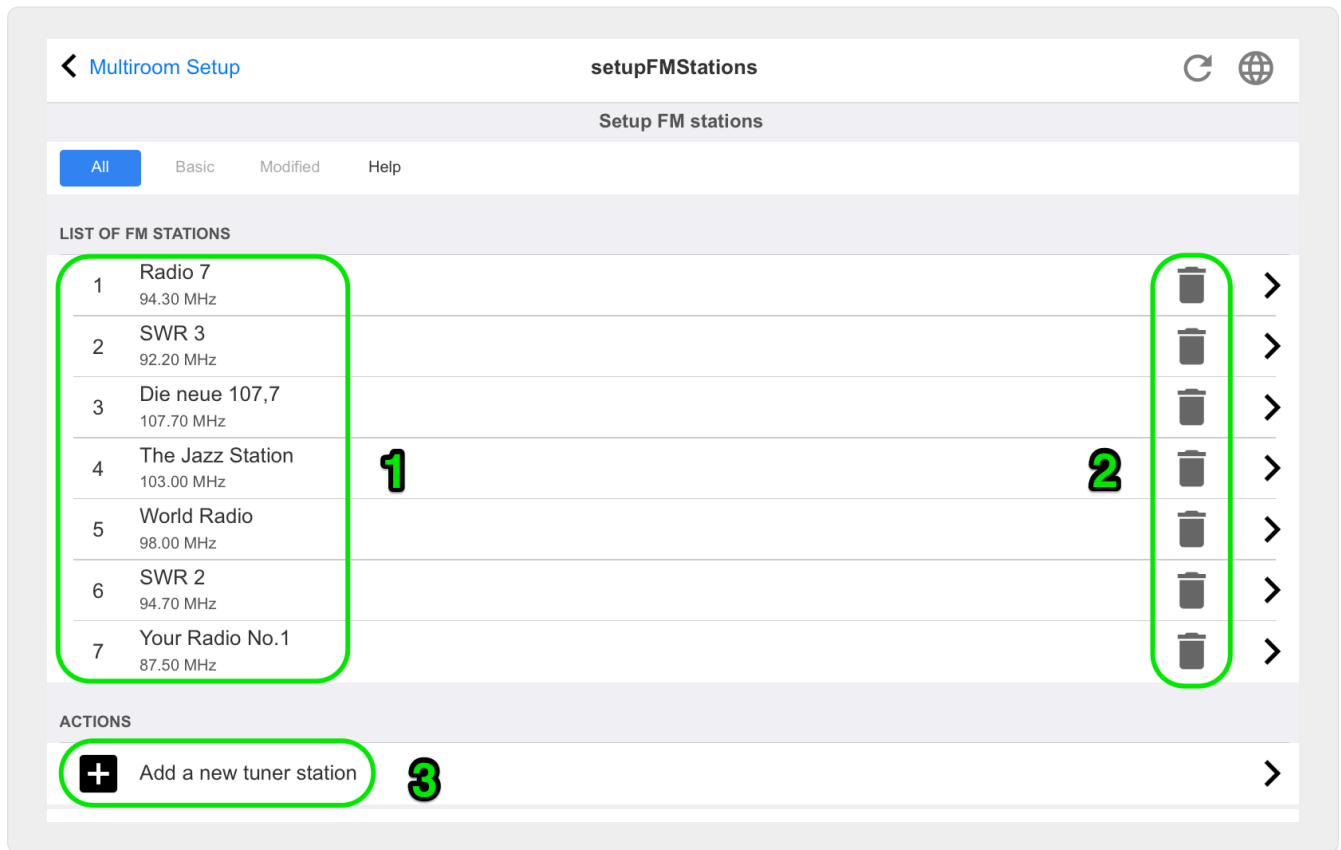 Multiroom Setup
setupFMStations
Setup FM stations
All Basic Modified Help
LIST OF FM STATIONS
1 Radio 7
94.30 MHz
2 SWR 3
92.20 MHz
3 Die neue 107,7
107.70 MHz
4 The Jazz Station
103.00 MHz
5 World Radio
98.00 MHz
6 SWR 2
94.70 MHz
7 Your Radio No.1
87.50 MHz
1
2
ACTIONS
Add a new tuner station
3